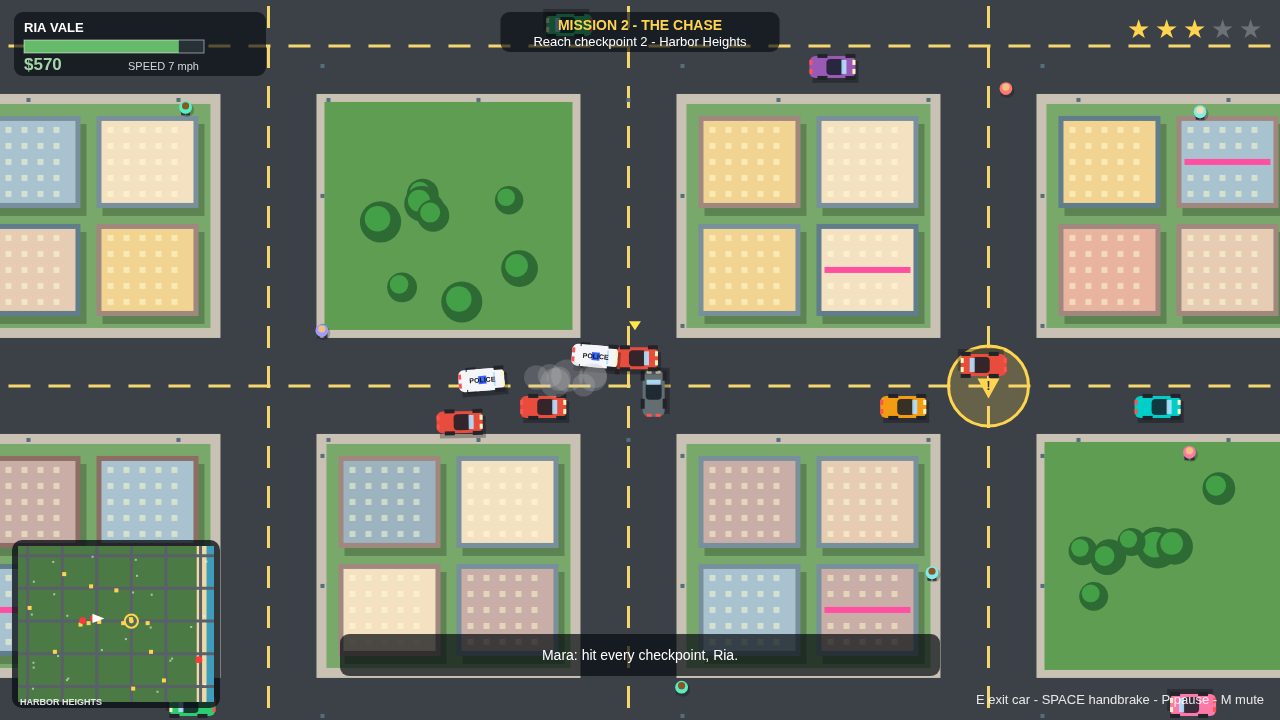 RIA VALE
$570
SPEED 7 mph
MISSION 2 - THE CHASE
Reach checkpoint 2 - Harbor Heights
POLICE
POLICE
!
Mara: hit every checkpoint, Ria.
HARBOR HEIGHTS
E exit car - SPACE handbrake - P pause - M mute